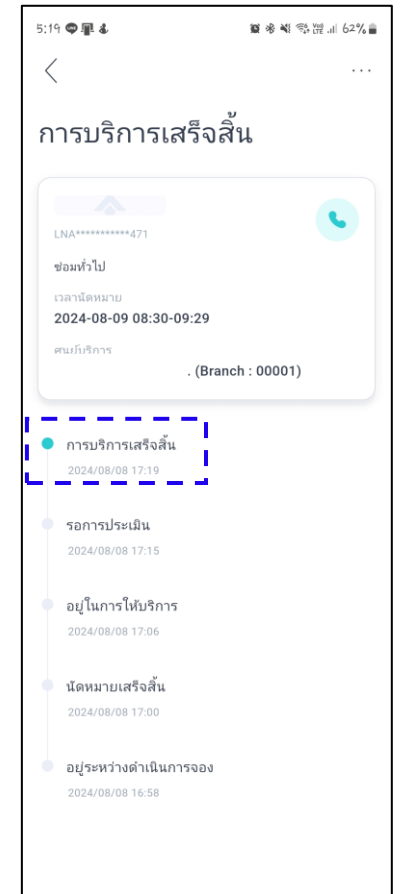 5:19
62%
...
การบริการเสร็จสิ้น
LNA***********471
ซ่อมทั่วไป
เวลานัดหมาย
2024-08-09 08:30-09:29
ศูนย์บริการ
. (Branch : 00001)
การบริการเสร็จสิ้น
2024/08/08 17:19
รอการประเมิน
2024/08/08 17:15
อยู่ในการให้บริการ
2024/08/08 17:06
นัดหมายเสร็จสิ้น
2024/08/08 17:00
อยู่ระหว่างดำเนินการจอง
2024/08/08 16:58